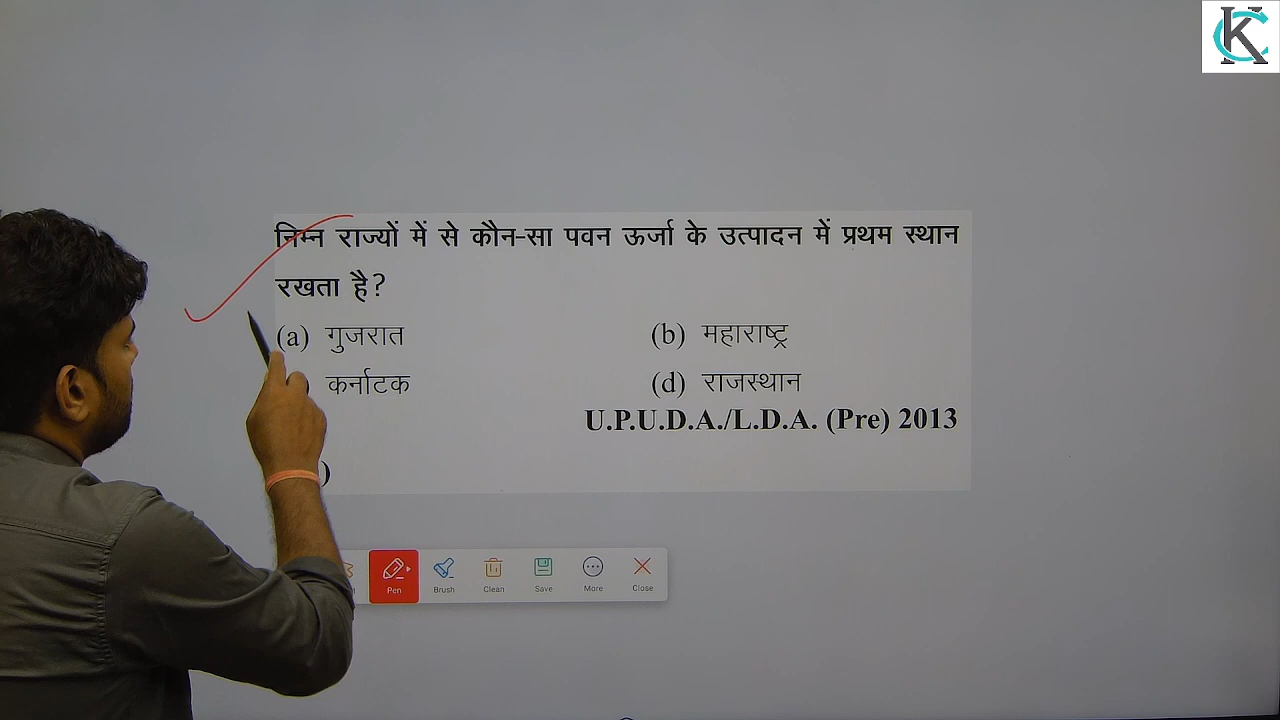 निम्न राज्यों में से कौन-सा पवन ऊर्जा के उत्पादन में प्रथम स्थान
रखता है?
(a) गुजरात (b) महाराष्ट्र
) कर्नाटक (d) राजस्थान
U.P.U.D.A./L.D.A. (Pre) 2013
)
Pen Brush Clean Save More Close
KC